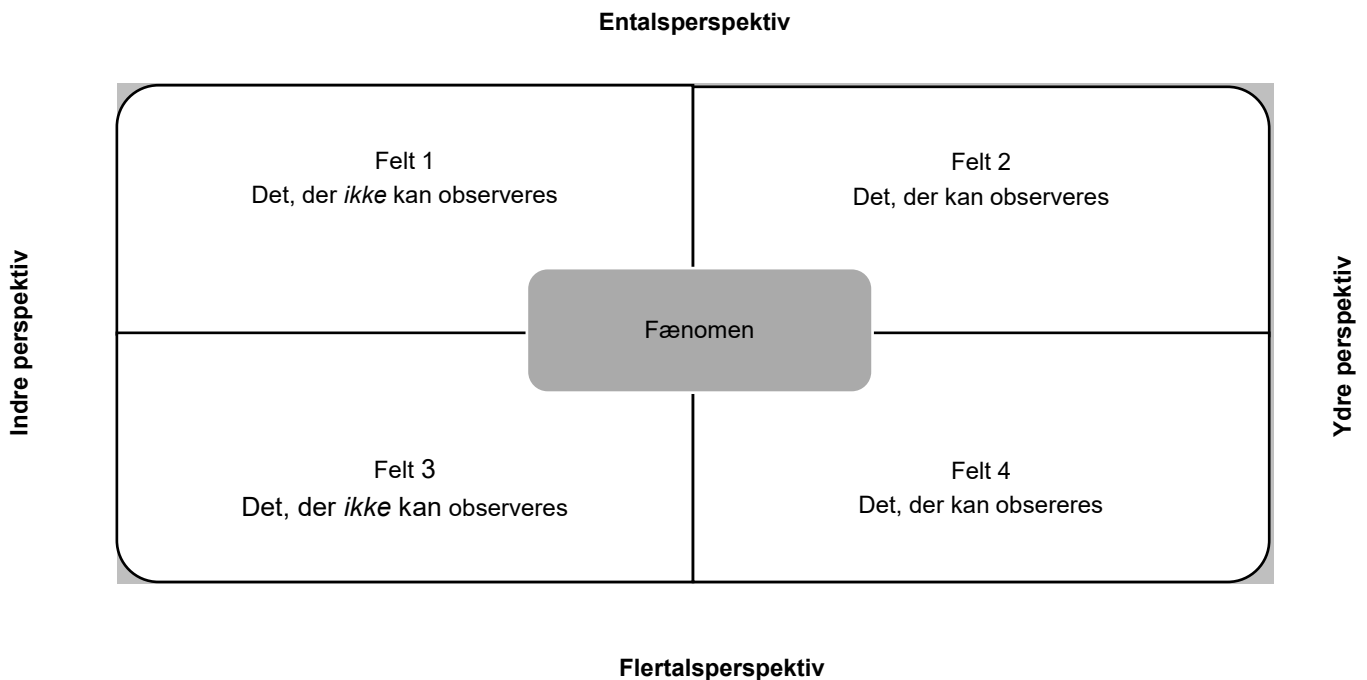 Entalsperspektiv
Felt 1
Det, der ikke kan observeres
Felt 2
Det, der kan observeres
Indre perspektiv
Fænomen
Ydre perspektiv
Felt 3
Det, der ikke kan observeres
Felt 4
Det, der kan obsereres
Flertalsperspektiv